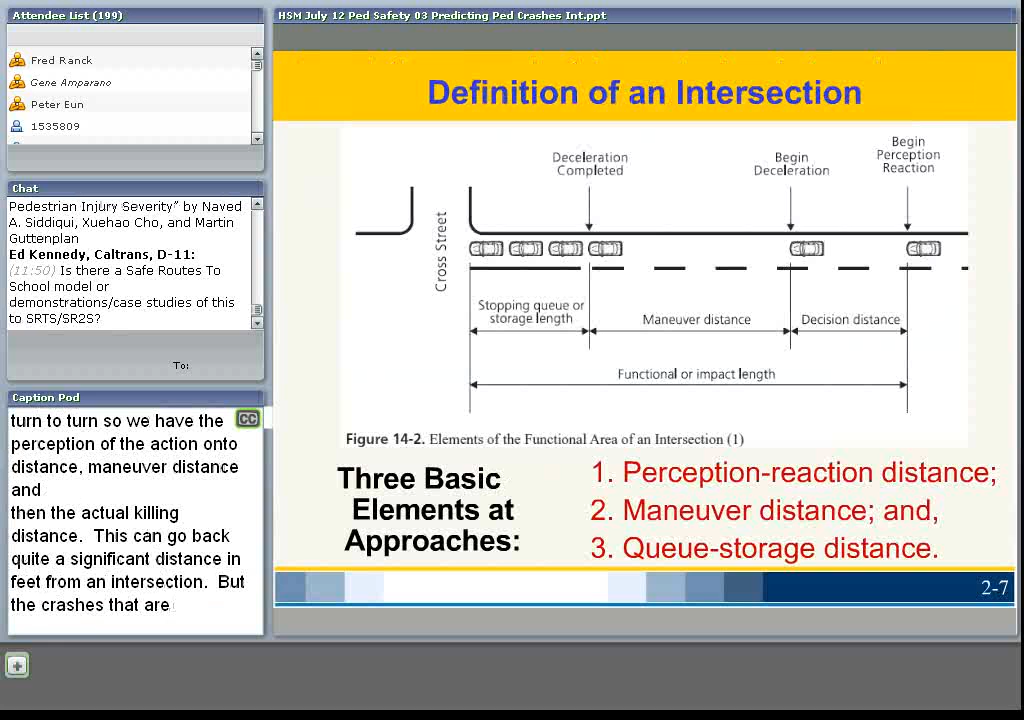 Attendee List (199)
Fred Ranck
Gene Amparano
Peter Eun
1535809
Chat
Pedestrian Injury Severity” by Naved
A. Siddiqui, Xuehao Cho, and Martin
Guttenplan
Ed Kennedy, Caltrans, D-11:
(11:50) Is there a Safe Routes To
School model or
demonstrations/case studies of this
to SRTS/SR2S?
To:
Caption Pod
turn to turn so we have the
CC
perception of the action onto
distance, maneuver distance
and
then the actual killing
distance. This can go back
quite a significant distance in
feet from an intersection. But
the crashes that are
HSM July 12 Ped Safety 03 Predicting Ped Crashes Int.ppt
Definition of an Intersection
Deceleration
Completed
Begin
Deceleration
Begin
Perception
Reaction
Cross Street
Stopping queue or
storage length
Maneuver distance
Decision distance
Functional or impact length
Figure 14-2. Elements of the Functional Area of an Intersection (1)
Three Basic
Elements at
Approaches:
1. Perception-reaction distance;
2. Maneuver distance; and,
3. Queue-storage distance.
2-7